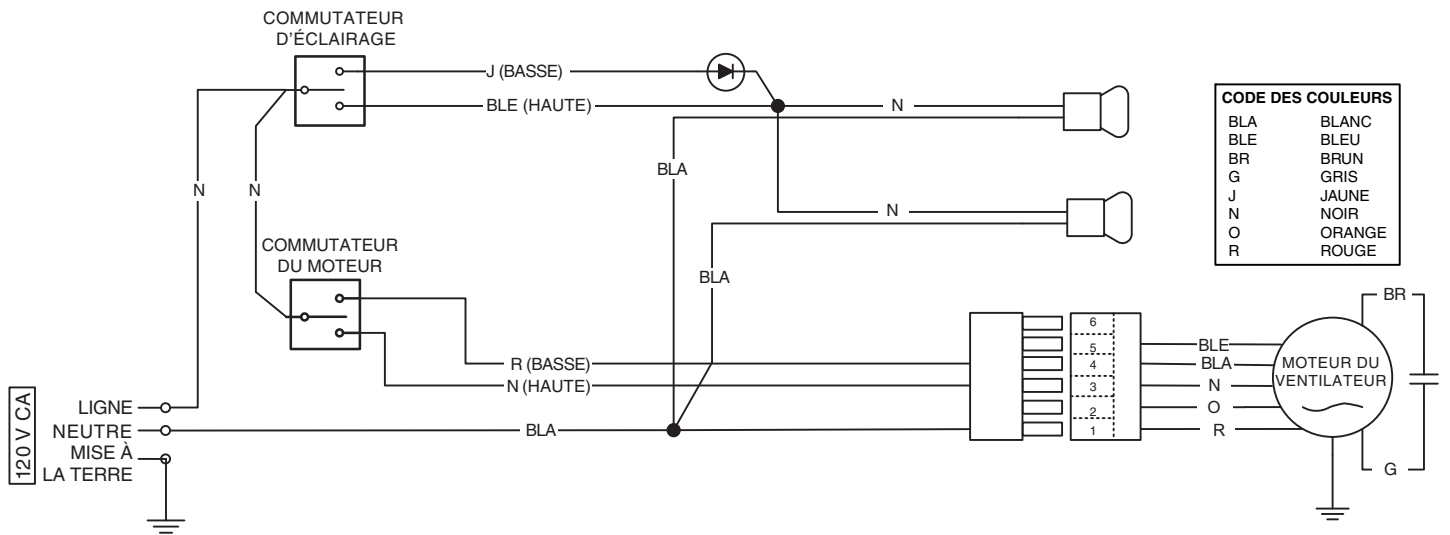 COMMUTATEUR
D'ÉCLAIRAGE
J (BASSE)
BLE (HAUTE)
N
BLA
N
N
N
BLA
CODE DES COULEURS
BLA BLANC
BLE BLEU
BR BRUN
G GRIS
J JAUNE
N NOIR
O ORANGE
R ROUGE
COMMUTATEUR
DU MOTEUR
R (BASSE)
N (HAUTE)
BLA
120 V CA
LIGNE
NEUTRE
MISE À
LA TERRE
6
5
4
3
2
1
BLE
BLA
N
O
R
MOTEUR DU
VENTILATEUR
BR
G